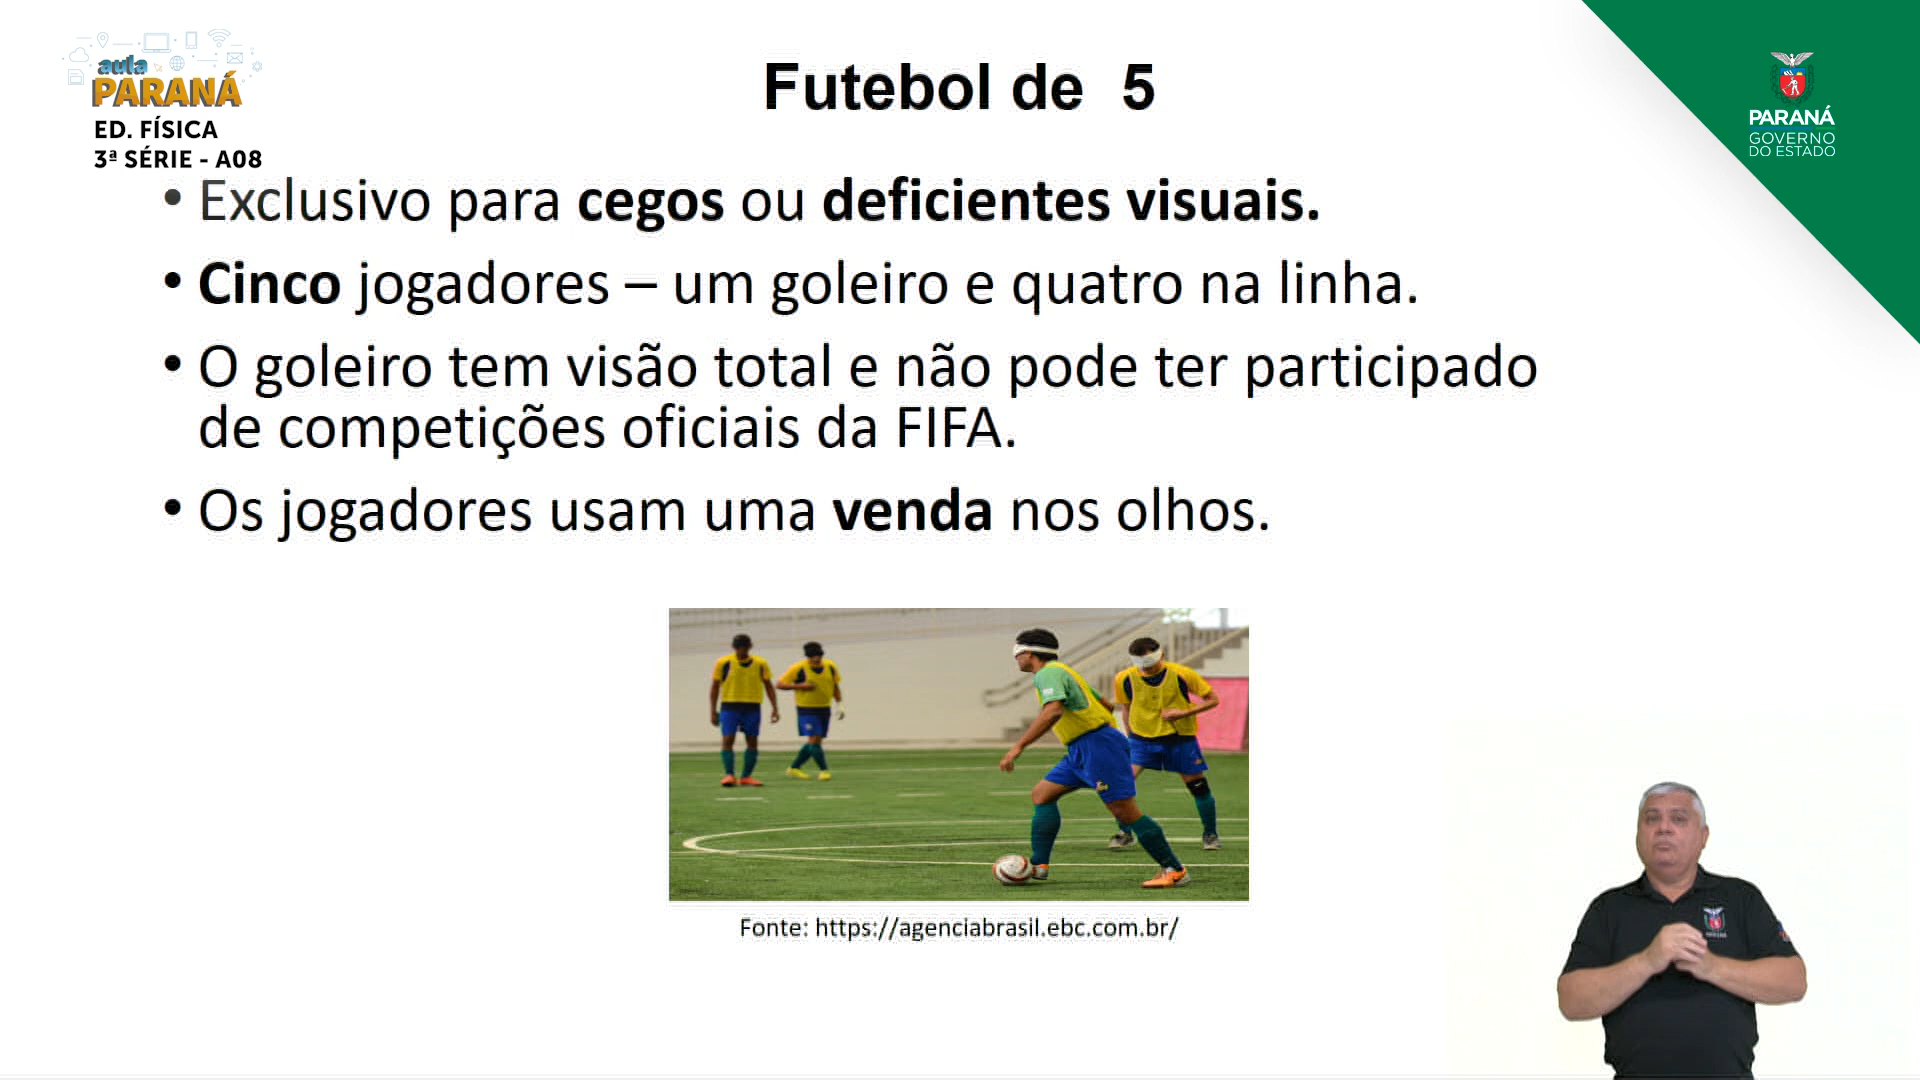 aula
PARANÁ
ED. FÍSICA
3ª SÉRIE - A08
Futebol de 5
PARANÁ
GOVERNO
DO ESTADO
• Exclusivo para cegos ou deficientes visuais.
• Cinco jogadores – um goleiro e quatro na linha.
• O goleiro tem visão total e não pode ter participado
de competições oficiais da FIFA.
• Os jogadores usam uma venda nos olhos.
Fonte: https://agenciabrasil.ebc.com.br/